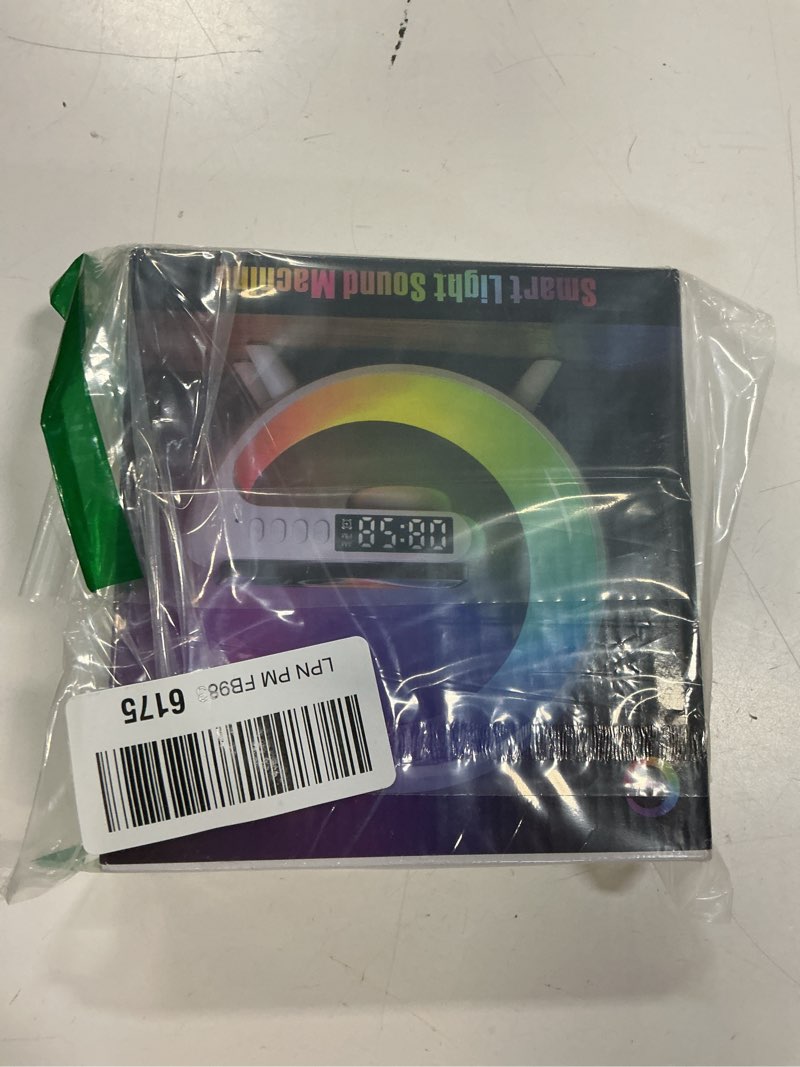 6175
LPN PM FB98
Smart Light Sound Machine